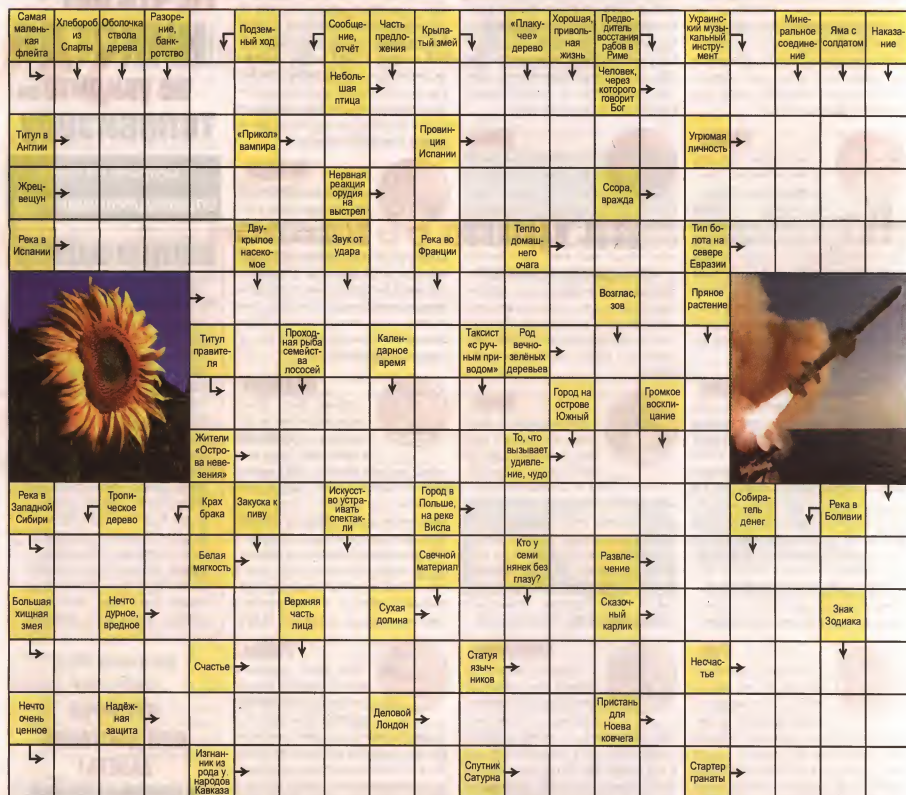 Самая
малень-
кая
флейта
Хлебороб
из
Спарты
Оболочка
ствола
дерева
Разоре-
ние,
банк-
ротство
Подзем-
ный ход
Сообще-
ние,
отчёт
Часть
предло-
жения
Крыла-
тый змей
«Плаку-
чее»
дерево
Хорошая,
приволь-
ная
жизнь
Предво-
дитель
восстания
рабов в
Риме
Украин-
ский музы-
кальный
инстру-
мент
Мине-
ральное
соедине-
ние
Яма с
солдатом
Наказа-
ние
Неболь-
шая
птица
Человек,
через
которого
говорит
Бог
Титул в
Англии
«Прикол»
вампира
Провин-
ция
Испании
Угрюмая
личность
Жрец-
вещун
Нервная
реакция
орудия
на
выстрел
Ссора,
вражда
Река в
Испании
Дву-
крылое
насеко-
мое
Звук от
удара
Река во
Франции
Тепло
домаш-
него
очага
Тип бо-
лота на
севере
Евразии
Возглас,
зов
Пряное
растение
Титул
правите-
ля
Проход-
ная рыба
семейст-
ва
лососей
Кален-
дарное
время
Таксист
«с руч-
ным при-
водом»
Род
вечно-
зелёных
деревьев
Город на
острове
Южный
Громкое
воскли-
цание
Жители
«Остро-
ва неве-
зения»
То, что
вызывает
удивле-
ние, чудо
Река в
Западной
Сибири
Тропи-
ческое
дерево
Крах
брака
Закуска к
пиву
Искусст-
во устра-
ивать
спектак-
ли
Город в
Польше,
на реке
Висла
Собира-
тель
денег
Река в
Боливии
Белая
мягкость
Свечной
материал
Кто у
семи
нянек без
глазу?
Развле-
чение
Большая
хищная
змея
Нечто
дурное,
вредное
Верхняя
часть
лица
Сухая
долина
Сказоч-
ный
карлик
Знак
Зодиака
Счастье
Статуя
языч-
ников
Несчас-
тье
Нечто
очень
ценное
Надёж-
ная
защита
Деловой
Лондон
Пристань
для
Ноева
ковчега
Изгнан-
ник из
рода у
народов
Кавказа
Спутник
Сатурна
Стартер
гранаты